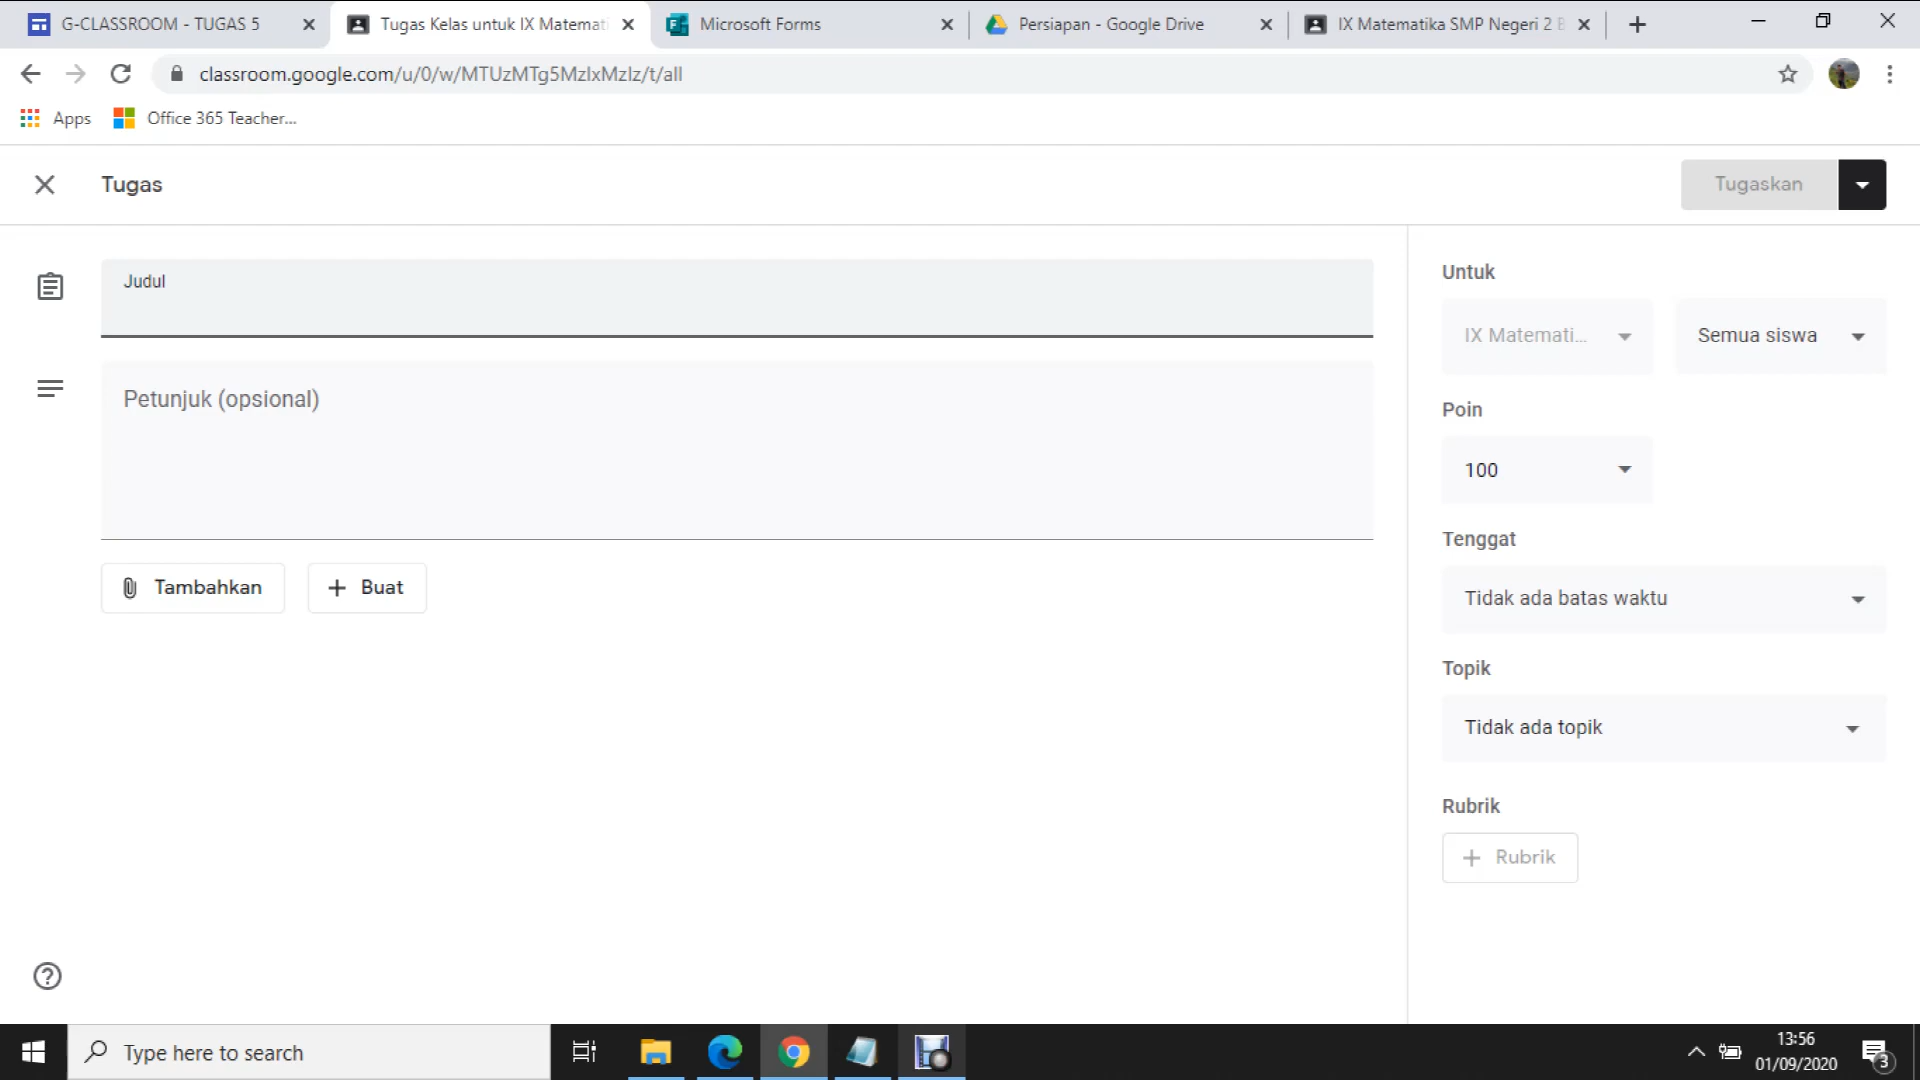 G-CLASSROOM - TUGAS 5
Tugas Kelas untuk IX Matemati
Microsoft Forms
Persiapan - Google Drive
IX Matematika SMP Negeri 2 B
classroom.google.com/u/0/w/MTUzMTg5MzIxMzIz/t/all
Apps
Office 365 Teacher...
Tugas
Tugaskan
Judul
Petunjuk (opsional)
Tambahkan
Buat
Untuk
IX Matemati...
Semua siswa
Poin
100
Tenggat
Tidak ada batas waktu
Topik
Tidak ada topik
Rubrik
Rubrik
Type here to search
13:56
01/09/2020
3